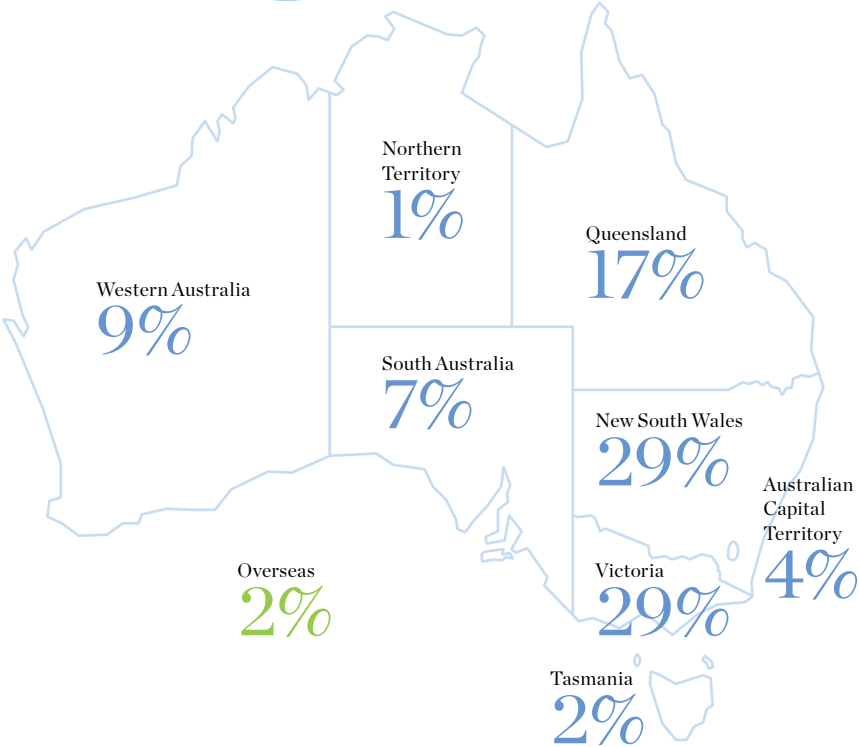 Northern
Territory
1%
Queensland
17%
Western Australia
9%
South Australia
7%
New South Wales
29%
Australian
Capital
Territory
4%
Overseas
2%
Victoria
29%
Tasmania
2%